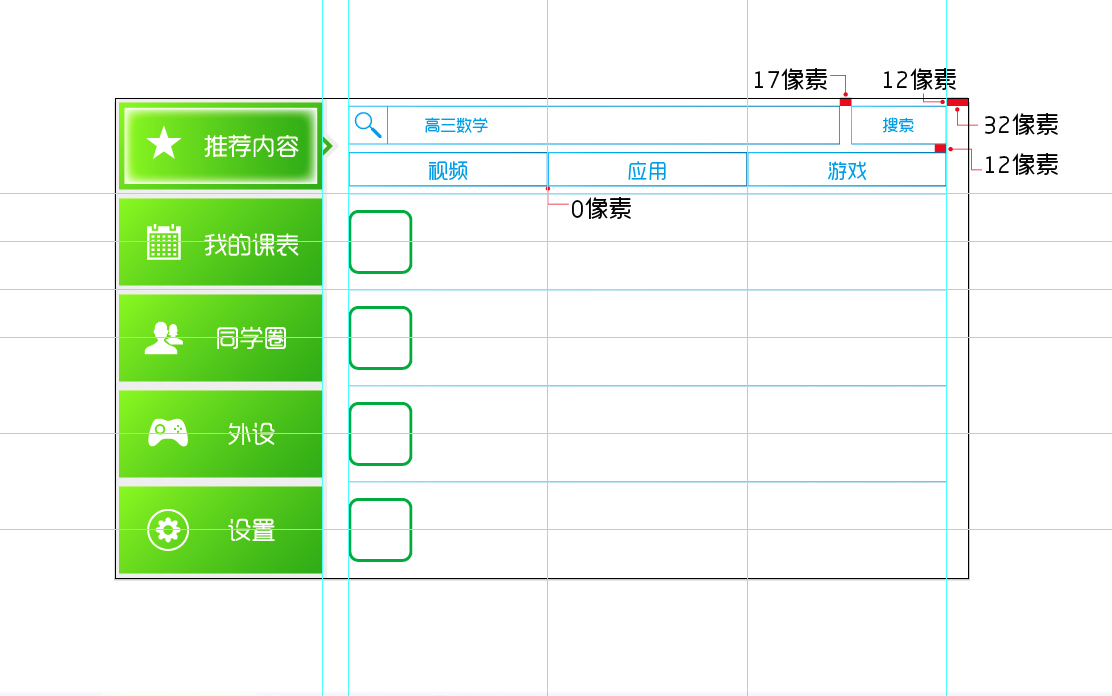 17像素
12像素
32像素
12像素
高三数学
搜索
视频
应用
游戏
0像素
推荐内容
我的课表
同学圈
外设
设置